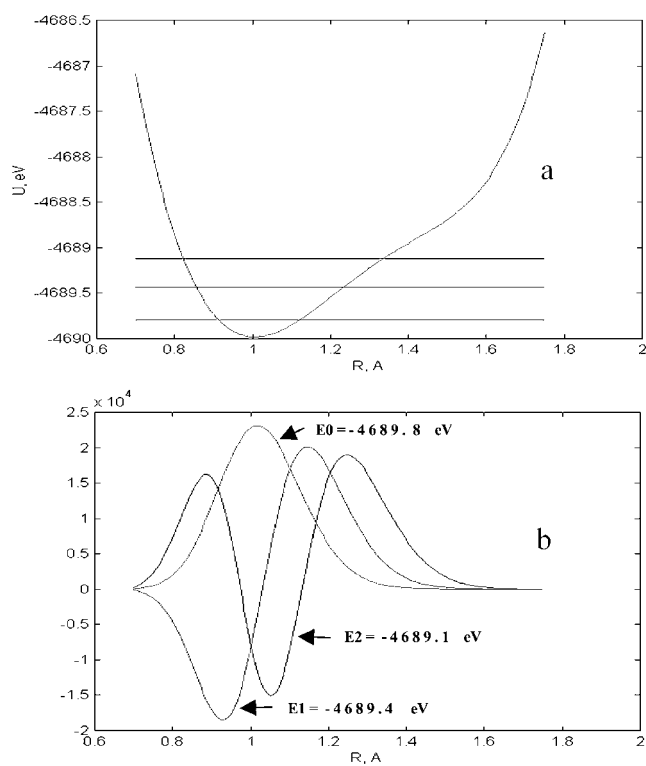 -4686.5
-4687
-4687.5
-4688
-4688.5
-4689
-4689.5
-4690
U, eV
a
0.6 0.8 1 1.2 1.4 1.6 1.8 2
R, A
x 10^4
2.5
2
1.5
1
0.5
0
-0.5
-1
-1.5
-2
E0=-4689.8 eV
b
E2=-4689.1 eV
E1=-4689.4 eV
0.6 0.8 1 1.2 1.4 1.6 1.8 2
R, A